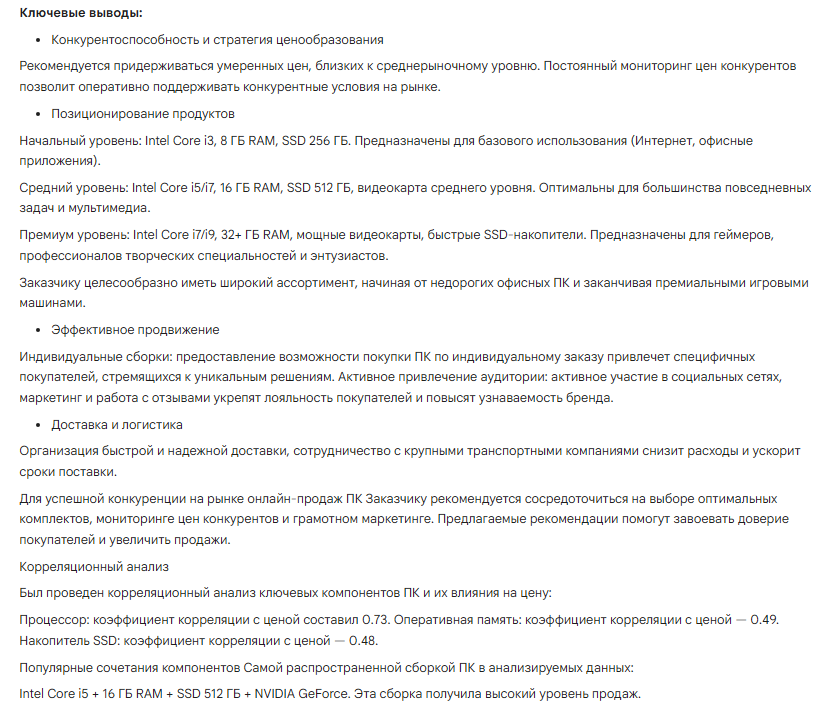 Ключевые выводы:
• Конкурентоспособность и стратегия ценообразования
Рекомендуется придерживаться умеренных цен, близких к среднерыночному уровню. Постоянный мониторинг цен конкурентов
позволит оперативно поддерживать конкурентные условия на рынке.
• Позиционирование продуктов
Начальный уровень: Intel Core i3, 8 ГБ RAM, SSD 256 ГБ. Предназначены для базового использования (Интернет, офисные
приложения).
Средний уровень: Intel Core i5/i7, 16 ГБ RAM, SSD 512 ГБ, видеокарта среднего уровня. Оптимальны для большинства повседневных
задач и мультимедиа.
Премиум уровень: Intel Core i7/i9, 32+ ГБ RAM, мощные видеокарты, быстрые SSD-накопители. Предназначены для геймеров,
профессионалов творческих специальностей и энтузиастов.
Заказчику целесообразно иметь широкий ассортимент, начиная от недорогих офисных ПК и заканчивая премиальными игровыми
машинами.
• Эффективное продвижение
Индивидуальные сборки: предоставление возможности покупки ПК по индивидуальному заказу привлечет специфичных
покупателей, стремящихся к уникальным решениям. Активное привлечение аудитории: активное участие в социальных сетях,
маркетинг и работа с отзывами укрепят лояльность покупателей и повысят узнаваемость бренда.
• Доставка и логистика
Организация быстрой и надежной доставки, сотрудничество с крупными транспортными компаниями снизит расходы и ускорит
сроки поставки.
Для успешной конкуренции на рынке онлайн-продаж ПК Заказчику рекомендуется сосредоточиться на выборе оптимальных
комплектов, мониторинге цен конкурентов и грамотном маркетинге. Предлагаемые рекомендации помогут завоевать доверие
покупателей и увеличить продажи.
Корреляционный анализ
Был проведен корреляционный анализ ключевых компонентов ПК и их влияния на цену:
Процессор: коэффициент корреляции с ценой составил 0.73. Оперативная память: коэффициент корреляции с ценой — 0.49.
Накопитель SSD: коэффициент корреляции с ценой — 0.48.
Популярные сочетания компонентов Самой распространенной сборкой ПК в анализируемых данных:
Intel Core i5 + 16 ГБ RAM + SSD 512 ГБ + NVIDIA GeForce. Эта сборка получила высокий уровень продаж.